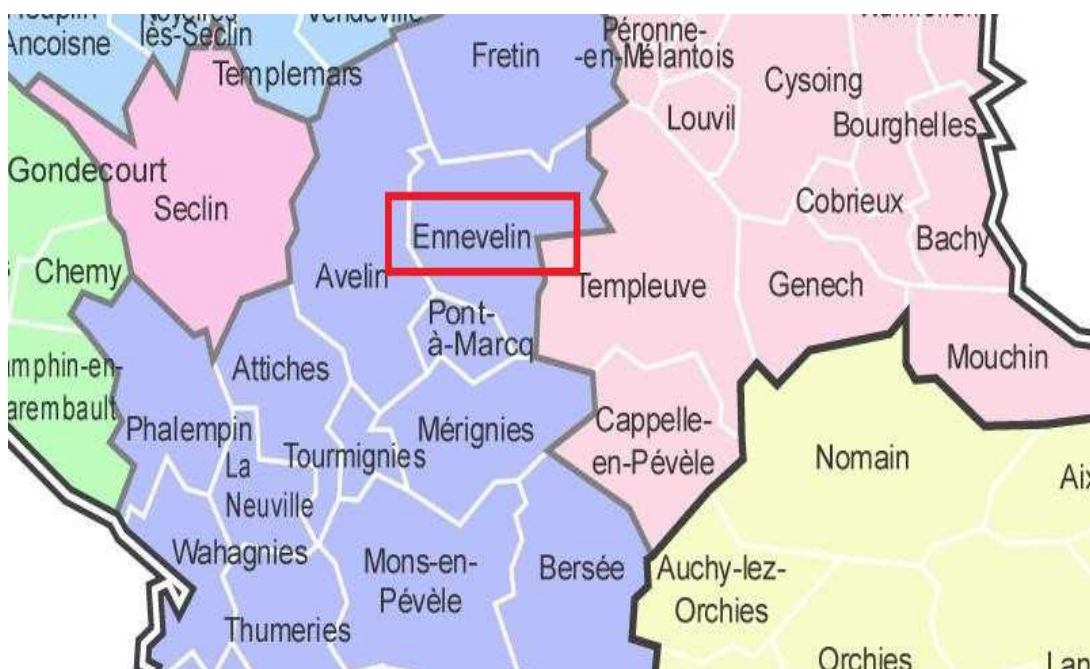 Ancoisne
lès-Seclin
Templemars
Fretin
Péronne-
-en-Mélantois
Cysoing
Louvil
Bourghelles
Gondecourt
Seclin
Cobrieux
Ennevelin
Bachy
Chemy
Avelin
Templeuve
Genech
Pont-
à-Marcq
Mouchin
Attiches
Phalempin
Mérignies
Cappelle-
en-Pévèle
La
Neuville
Tourmignies
Nomain
Wahagnies
Mons-en-
Pévèle
Bersée
Auchy-lez-
Orchies
Thumeries
Orchies